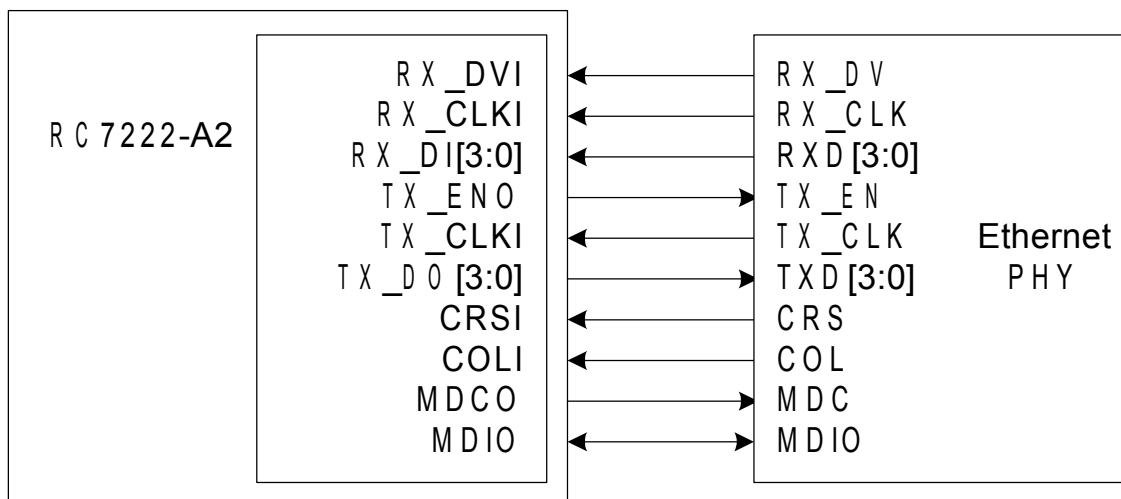 RX_DVI RX_DV
RX_CLKI RX_CLK
RC7222-A2
RX_DI[3:0] RXD[3:0]
TX_ENO TX_EN
TX_CLKI TX_CLK Ethernet
TX_DO[3:0] TXD[3:0] PHY
CRSI CRS
COLI COL
MDCO MDC
MDIO MDIO